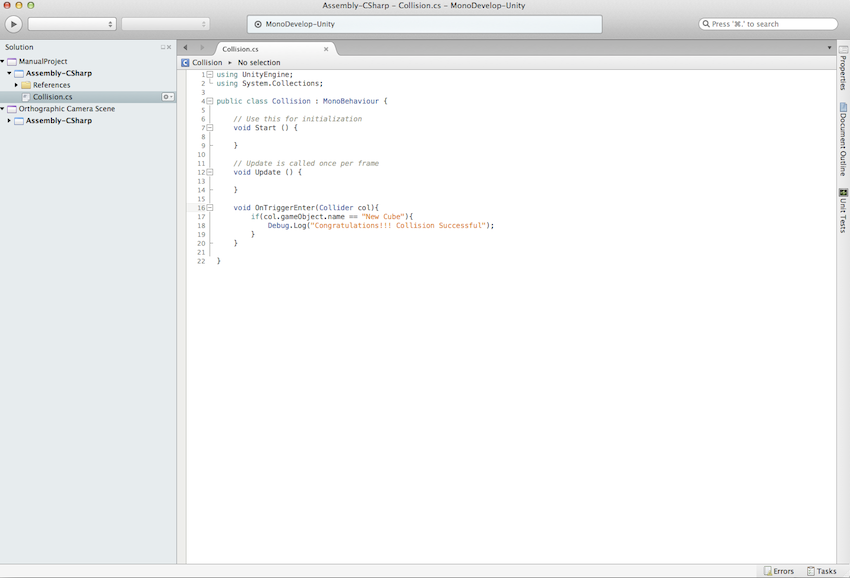 Assembly-CSharp – Collision.cs – MonoDevelop-Unity
MonoDevelop-Unity
Press '⌘.' to search
Solution
ManualProject
Assembly-CSharp
References
Collision.cs
Orthographic Camera Scene
Assembly-CSharp
Collision.cs
Collision ▸ No selection
1 using UnityEngine;
2 using System.Collections;
3
4 public class Collision : MonoBehaviour {
5
6 // Use this for initialization
7 void Start () {
8
9 }
10
11 // Update is called once per frame
12 void Update () {
13
14 }
15
16 void OnTriggerEnter(Collider col){
17 if(col.gameObject.name == "New Cube"){
18 Debug.Log("Congratulations!!! Collision Successful");
19 }
20 }
21
22 }
Properties
Document Outline
Unit Tests
Errors
Tasks